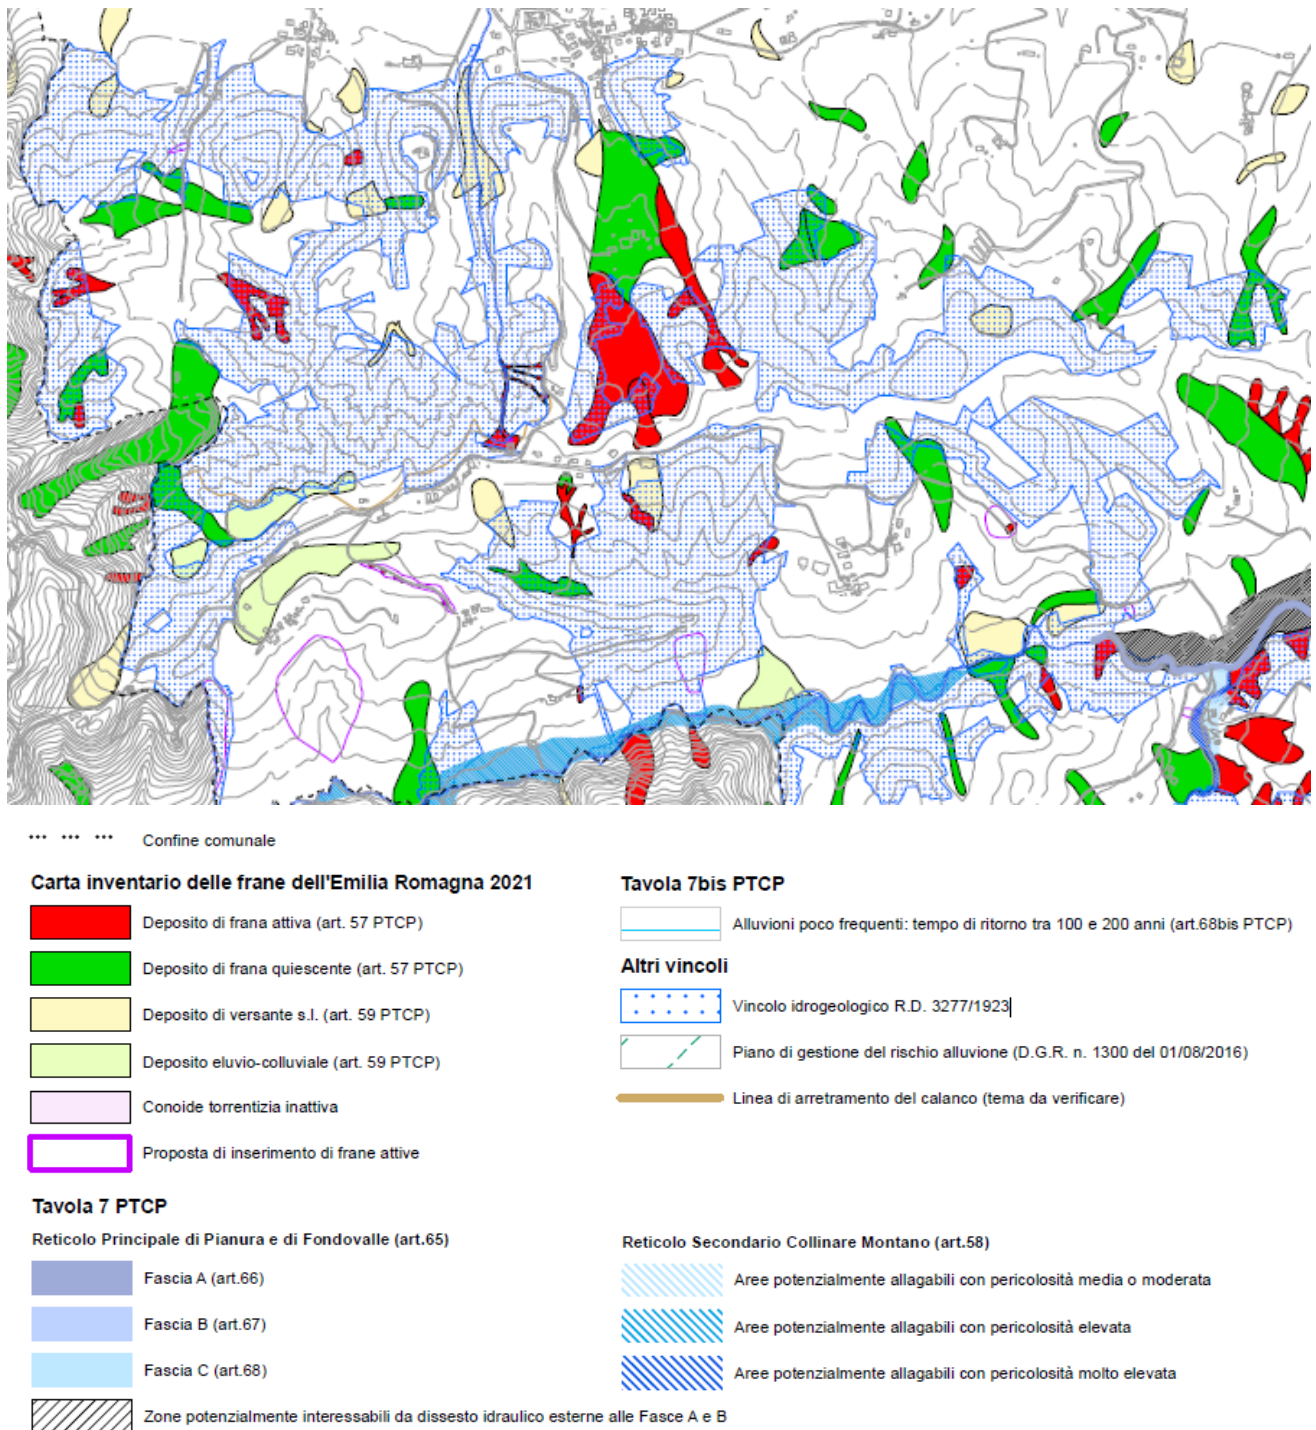 Confine comunale
Carta inventario delle frane dell'Emilia Romagna 2021
Deposito di frana attiva (art. 57 PTCP)
Deposito di frana quiescente (art. 57 PTCP)
Deposito di versante s.l. (art. 59 PTCP)
Deposito eluvio-colluviale (art. 59 PTCP)
Conoide torrentizia inattiva
Proposta di inserimento di frane attive
Tavola 7bis PTCP
Alluvioni poco frequenti: tempo di ritorno tra 100 e 200 anni (art.68bis PTCP)
Altri vincoli
Vincolo idrogeologico R.D. 3277/1923
Piano di gestione del rischio alluvione (D.G.R. n. 1300 del 01/08/2016)
Linea di arretramento del calanco (tema da verificare)
Tavola 7 PTCP
Reticolo Principale di Pianura e di Fondovalle (art.65)
Fascia A (art.66)
Fascia B (art.67)
Fascia C (art.68)
Zone potenzialmente interessabili da dissesto idraulico esterne alle Fasce A e B
Reticolo Secondario Collinare Montano (art.58)
Aree potenzialmente allagabili con pericolosità media o moderata
Aree potenzialmente allagabili con pericolosità elevata
Aree potenzialmente allagabili con pericolosità molto elevata